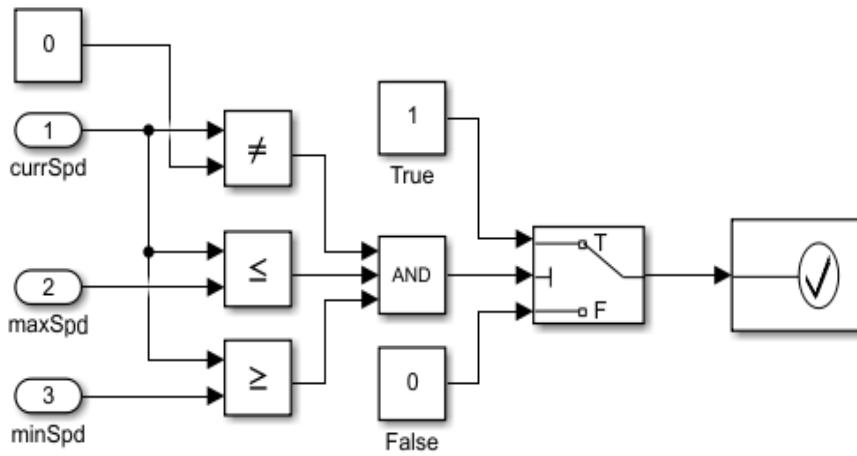 0
1
currSpd
≠
1
True
2
maxSpd
≤
AND
T
F
3
minSpd
≥
0
False